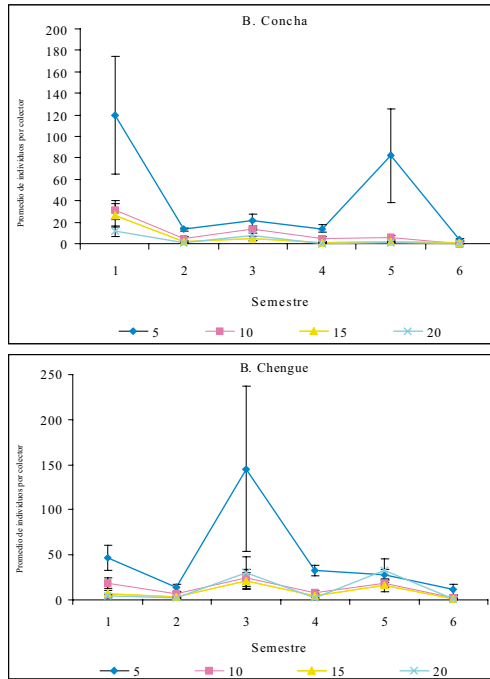 B. Concha
Promedio de individuos por colector
200
180
160
140
120
100
80
60
40
20
0
1 2 3 4 5 6
Semestre
5 10 15 20
B. Chengue
Promedio de individuos por colector
250
200
150
100
50
0
1 2 3 4 5 6
Semestre
5 10 15 20